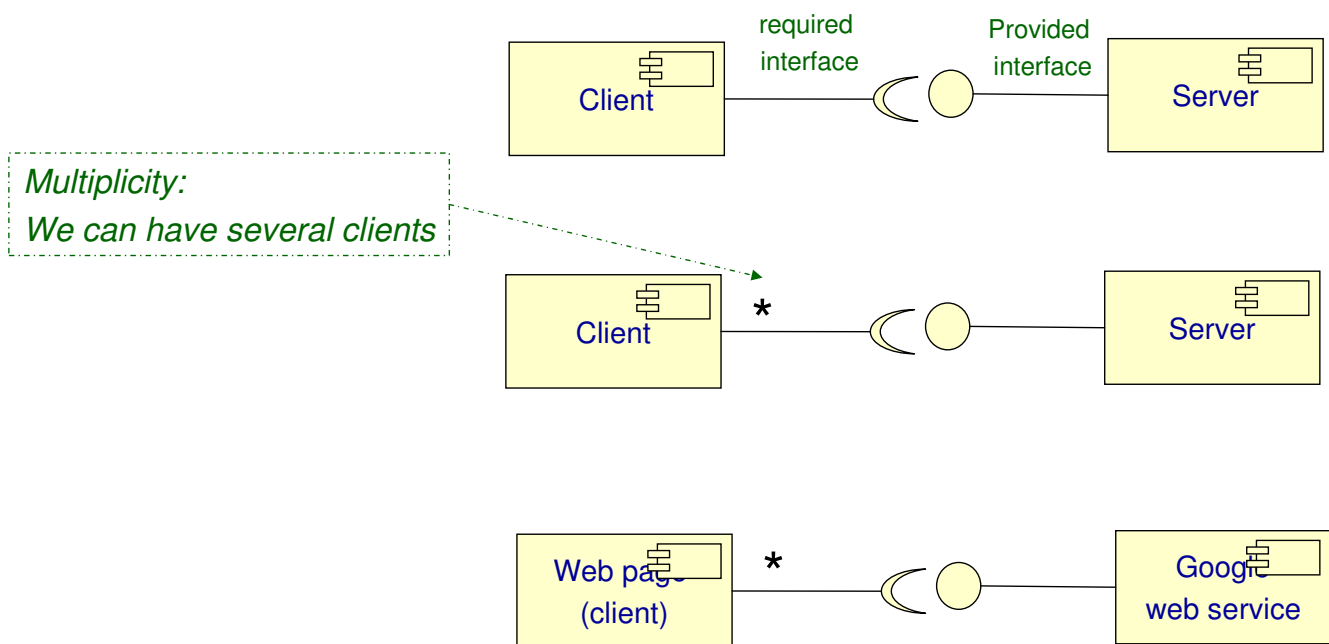 required
interface
Provided
interface
Client
Server
Multiplicity:
We can have several clients
Client
*
Server
Web page
(client)
*
Google
web service